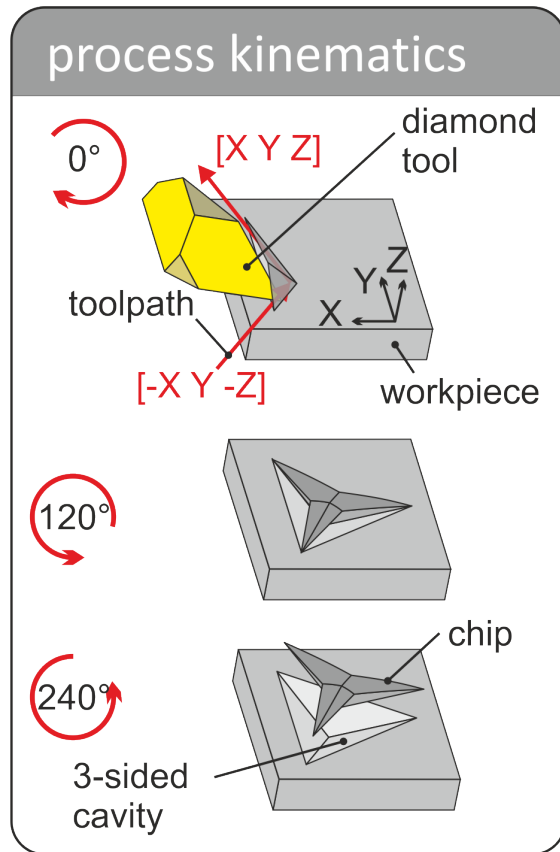 process kinematics
0°
[X Y Z]
diamond
tool
toolpath
X
Y
Z
[-X Y -Z]
workpiece
120°
240°
chip
3-sided
cavity